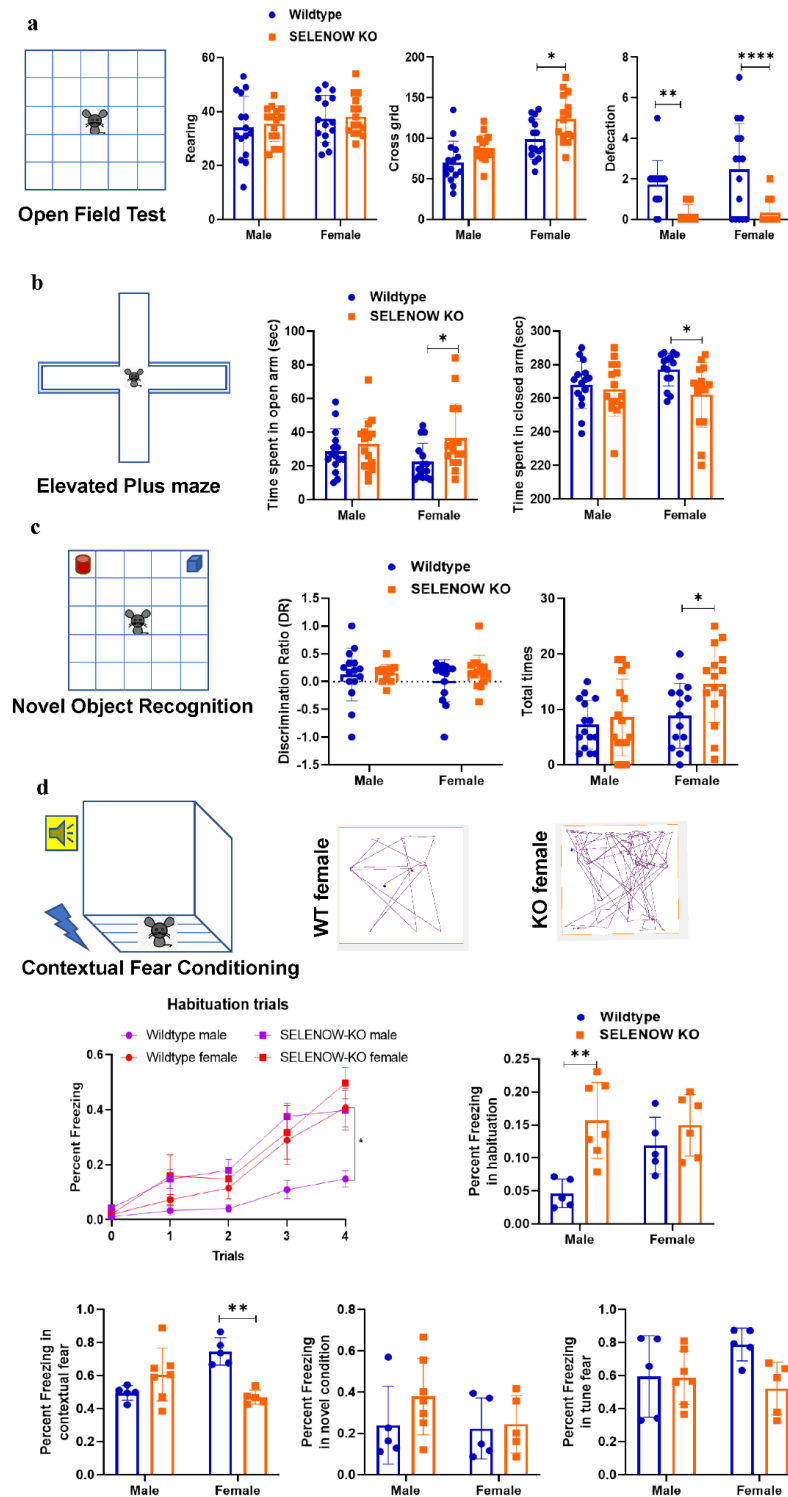 a
Wildtype
SELENOW KO
Open Field Test
Rearing
60
40
20
0
Male
Female
Cross grid
200
150
100
50
0
*
Male
Female
Defecation
8
6
4
2
0
**
****
Male
Female
b
Elevated Plus maze
Wildtype
SELENOW KO
Time spent in open arm (sec)
100
80
60
40
20
0
*
Male
Female
Time spent in closed arm(sec)
300
280
260
240
220
200
*
Male
Female
c
Novel Object Recognition
Wildtype
SELENOW KO
Discrimination Ratio (DR)
1.5
1.0
0.5
0.0
-0.5
-1.0
-1.5
Male
Female
Total times
30
20
10
0
*
Male
Female
d
Contextual Fear Conditioning
WT female
KO female
Habituation trials
Wildtype male
SELENOW-KO male
Wildtype female
SELENOW-KO female
Percent Freezing
0.6
0.4
0.2
0.0
*
0
1
2
3
4
Trials
Wildtype
SELENOW KO
Percent Freezing
in habituation
0.25
0.20
0.15
0.10
0.05
0.00
**
Male
Female
Percent Freezing in
contextual fear
1.0
0.8
0.6
0.4
0.2
0.0
**
Male
Female
Percent Freezing
in novel condition
0.8
0.6
0.4
0.2
0.0
Male
Female
Percent Freezing
in tune fear
1.0
0.8
0.6
0.4
0.2
0.0
Male
Female